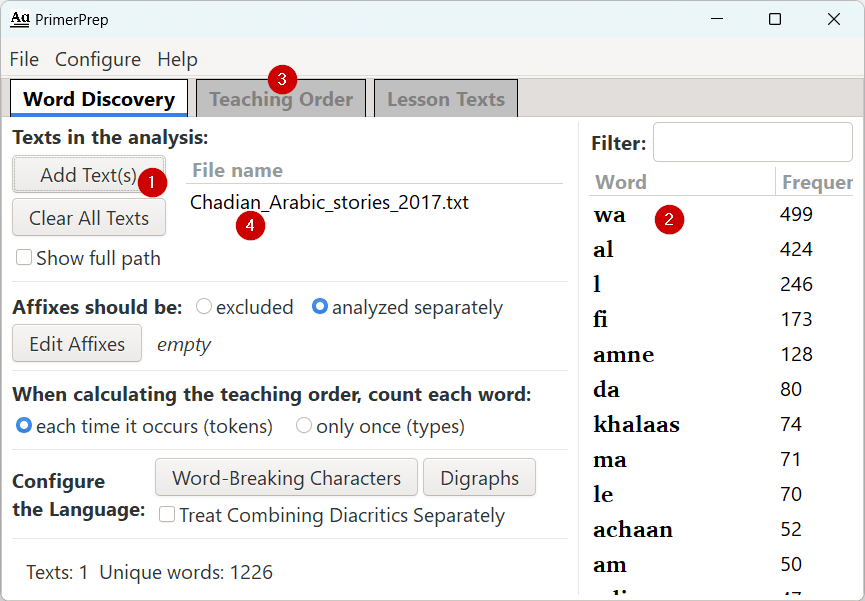 Aa PrimerPrep
File Configure Help
3
Word Discovery Teaching Order Lesson Texts
Texts in the analysis:
Add Text(s) 1
File name
Clear All Texts
Chadian_Arabic_stories_2017.txt
4
Show full path
Affixes should be: excluded analyzed separately
Edit Affixes empty
When calculating the teaching order, count each word:
each time it occurs (tokens) only once (types)
Configure
the Language:
Word-Breaking Characters Digraphs
Treat Combining Diacritics Separately
Texts: 1 Unique words: 1226
Filter:
Word Frequen
wa 2 499
al 424
l 246
fi 173
amne 128
da 80
khalaas 74
ma 71
le 70
achaan 52
am 50